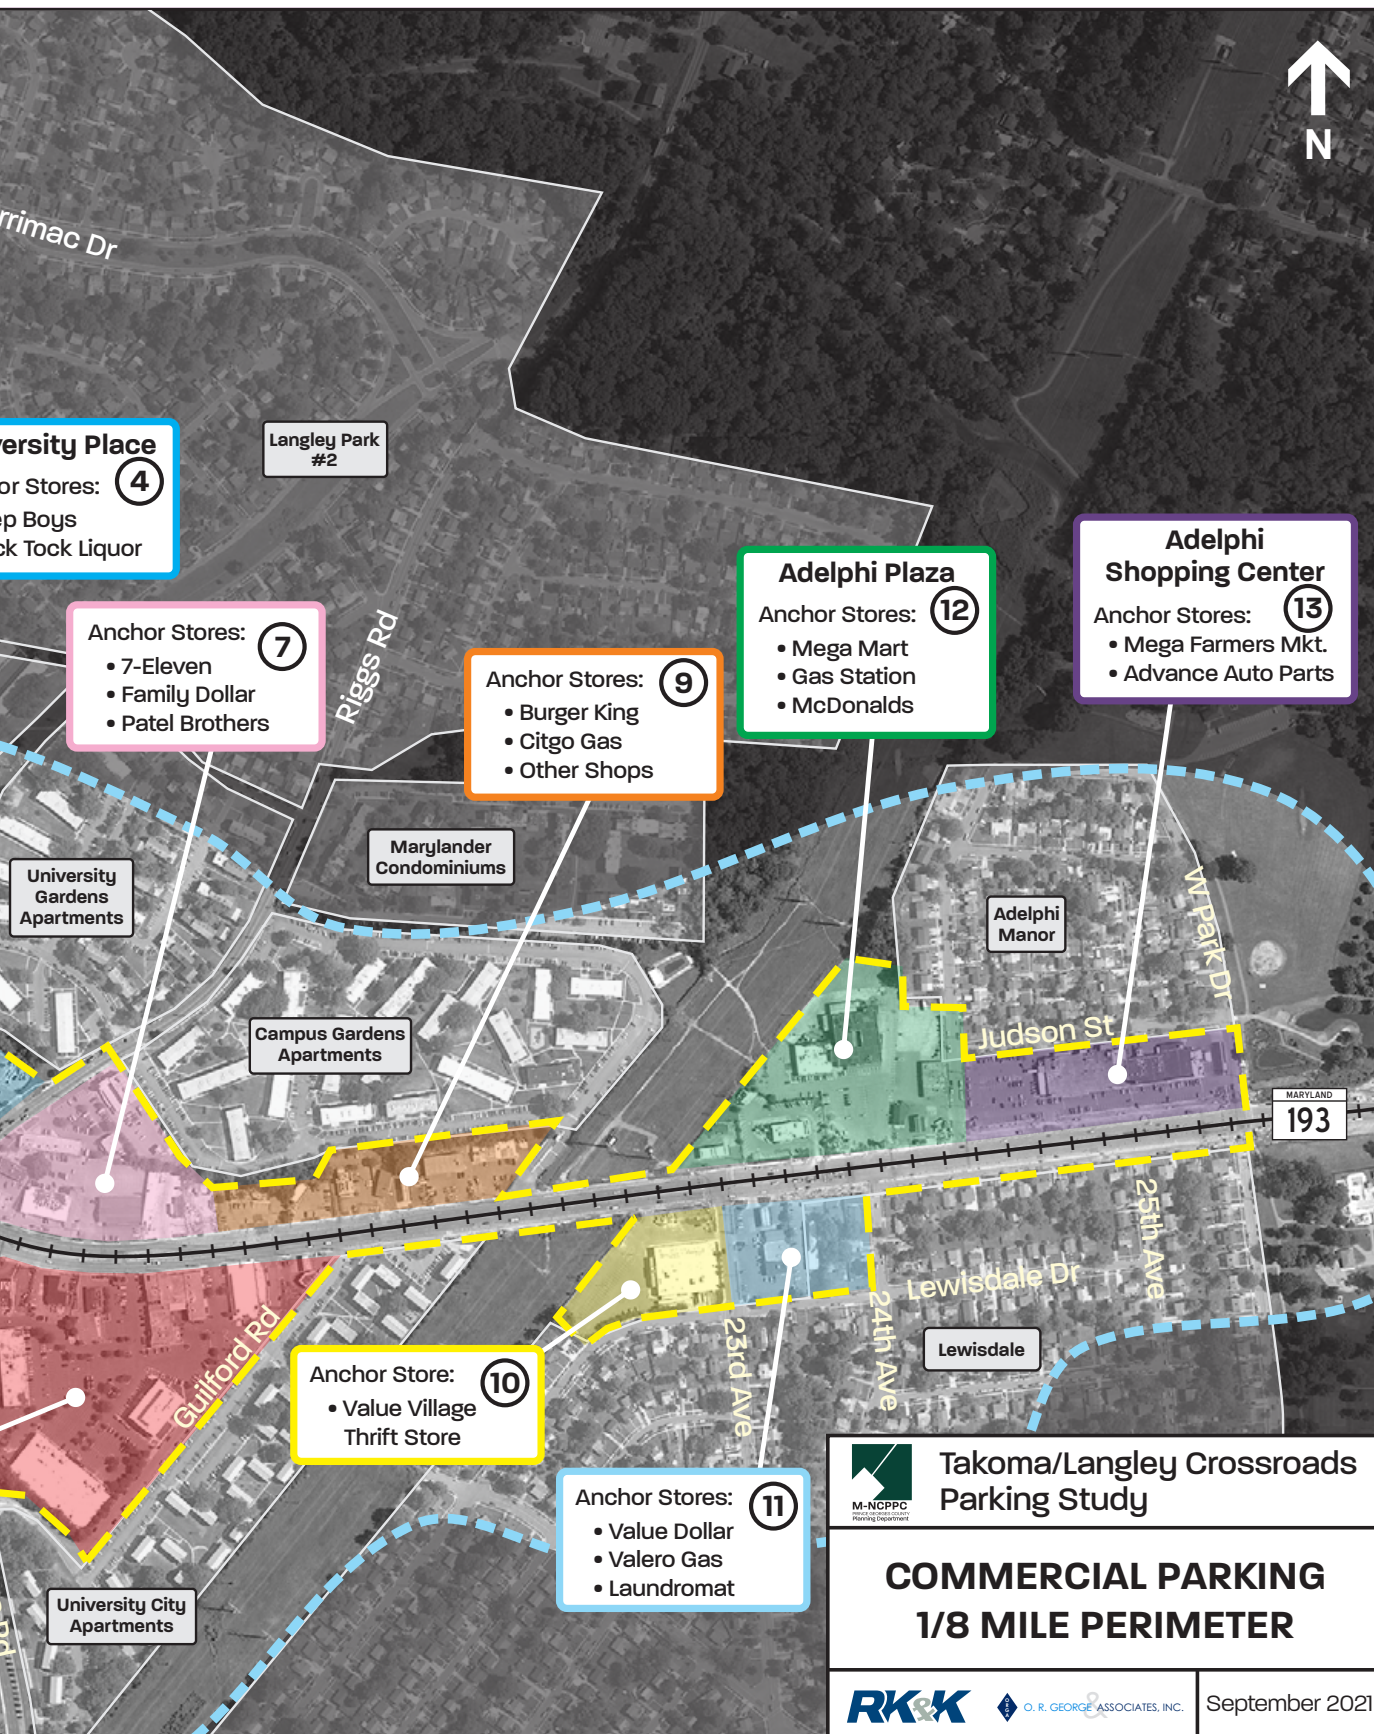 N
rrimac Dr
ersity Place
or Stores:
4
ep Boys
ck Tock Liquor
Langley Park
#2
Anchor Stores:
7
• 7-Eleven
• Family Dollar
• Patel Brothers
Riggs Rd
Anchor Stores:
9
• Burger King
• Citgo Gas
• Other Shops
Adelphi Plaza
Anchor Stores:
12
• Mega Mart
• Gas Station
• McDonalds
Adelphi
Shopping Center
Anchor Stores:
13
• Mega Farmers Mkt.
• Advance Auto Parts
University
Gardens
Apartments
Marylander
Condominiums
Adelphi
Manor
W Park Dr
Campus Gardens
Apartments
Judson St
MARYLAND
193
25th Ave
Lewisdale Dr
24th Ave
23rd Ave
Lewisdale
Guilford Rd
Anchor Store:
10
• Value Village
Thrift Store
Anchor Stores:
11
• Value Dollar
• Valero Gas
• Laundromat
University City
Apartments
Rd
M-NCPPC
PRINCE GEORGE'S COUNTY
Planning Department
Takoma/Langley Crossroads
Parking Study
COMMERCIAL PARKING
1/8 MILE PERIMETER
RK&K
O. R. GEORGE & ASSOCIATES, INC.
September 2021